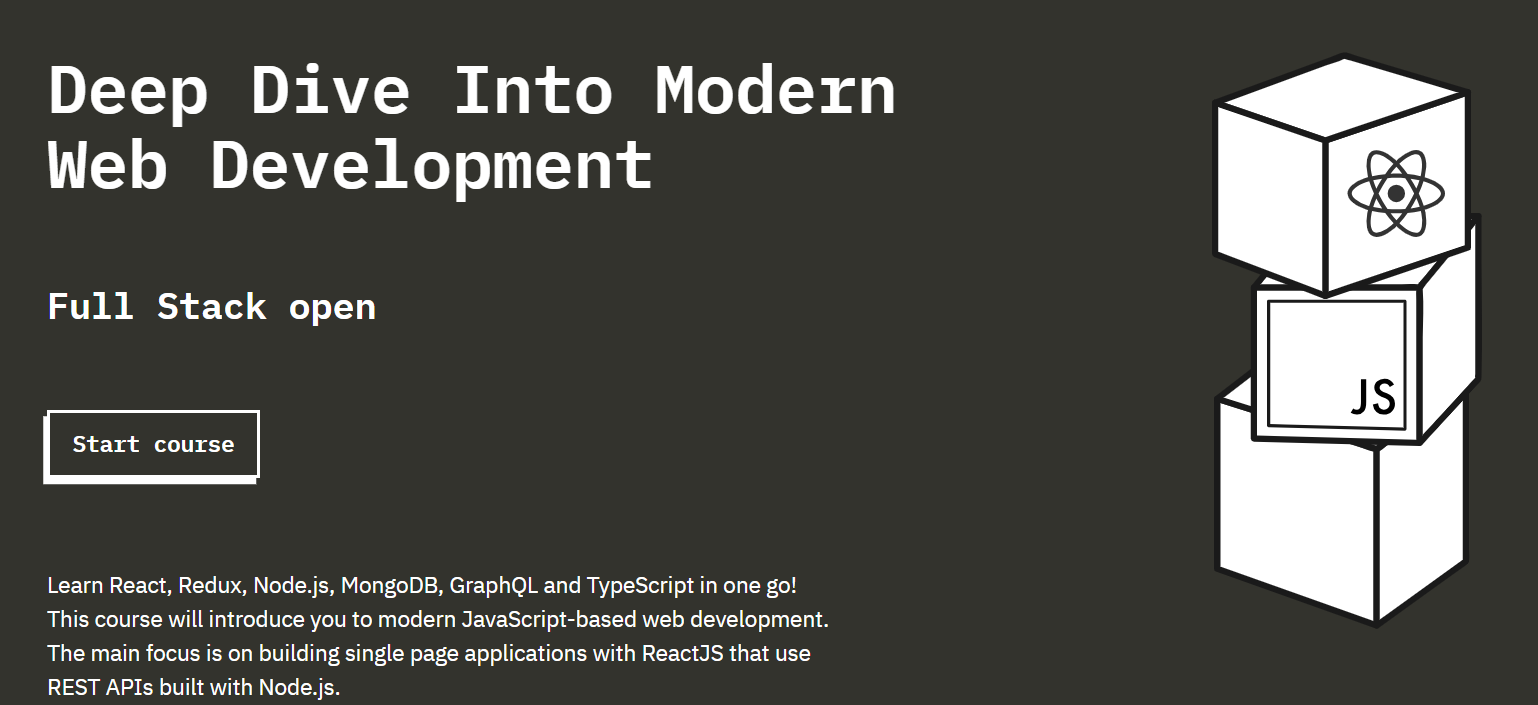 Deep Dive Into Modern
Web Development
Full Stack open
Start course
JS
Learn React, Redux, Node.js, MongoDB, GraphQL and TypeScript in one go!
This course will introduce you to modern JavaScript-based web development.
The main focus is on building single page applications with ReactJS that use
REST APIs built with Node.js.